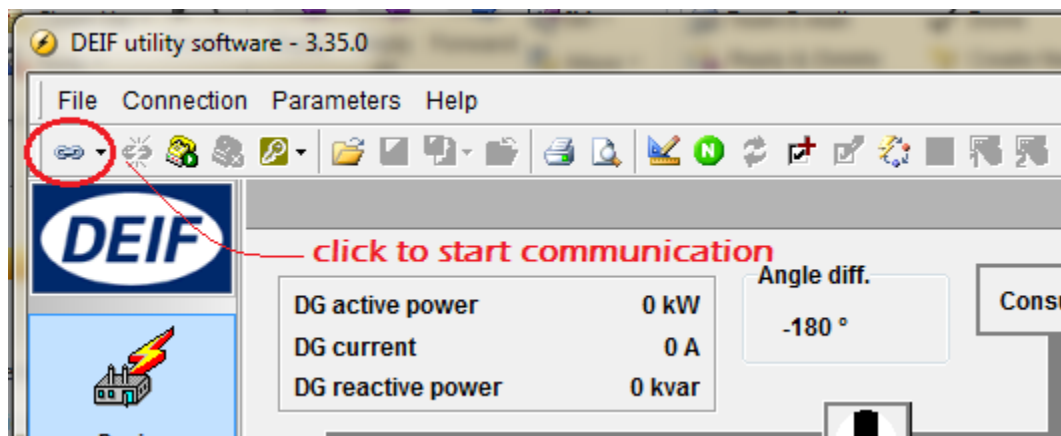 DEIF utility software - 3.35.0
File Connection Parameters Help
N
DEIF
click to start communication
Angle diff.
-180 °
DG active power 0 kW
DG current 0 A
DG reactive power 0 kvar